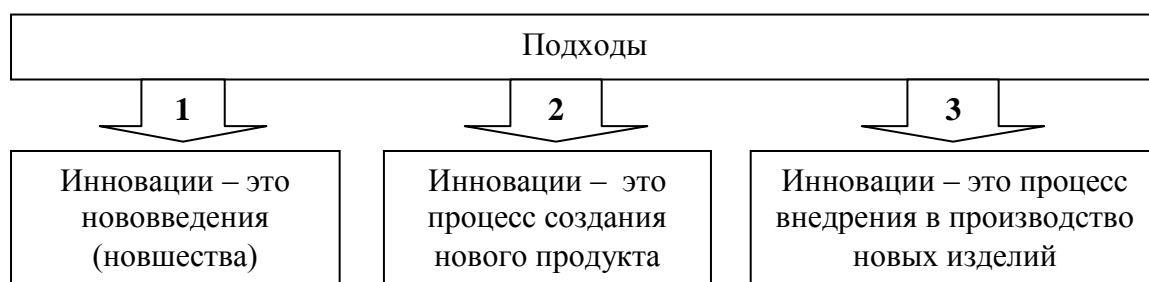 Подходы
1
2
3
Инновации – это
нововведения
(новшества)
Инновации – это
процесс создания
нового продукта
Инновации – это процесс
внедрения в производство
новых изделий